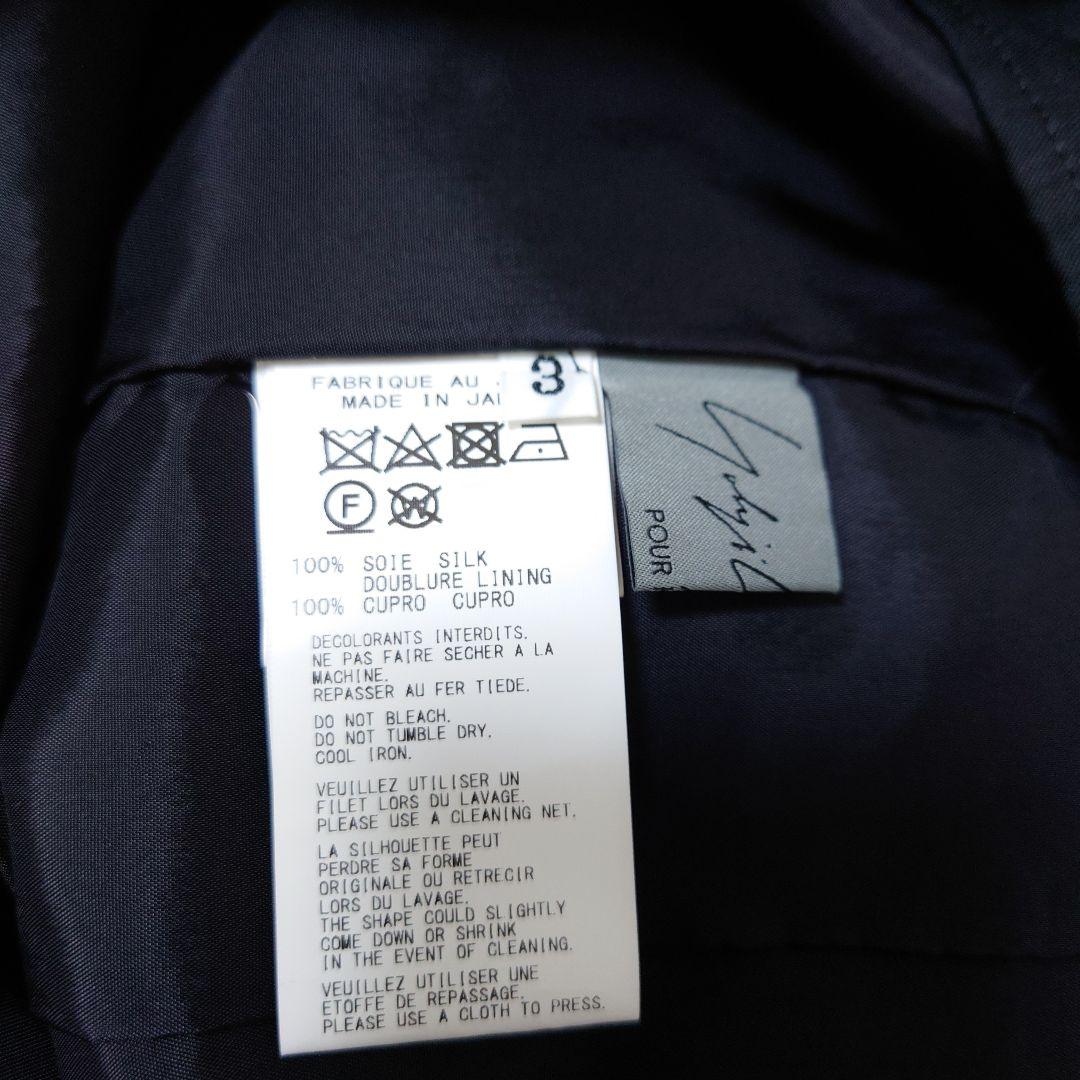 FABRIQUE AU
MADE IN
3
F
W
100% SOIE SILK
DOUBLURE LINING
100% CUPRO CUPRO
DECOLORANTS INTERDITS.
NE PAS FAIRE SECHER A LA
MACHINE.
REPASSER AU FER TIEDE.
DO NOT BLEACH.
DO NOT TUMBLE DRY.
COOL IRON.
VEUILLEZ UTILISER UN
FILET LORS DU LAVAGE.
PLEASE USE A CLEANING NET.
LA SILHOUETTE PEUT
PERDRE SA FORME
ORIGINALE OU RETRECIR
LORS DU LAVAGE.
THE SHAPE COULD SLIGHTLY
COME DOWN OR SHRINK
IN THE EVENT OF CLEANING.
VEUILLEZ UTILISER UNE
ETOFFE DE REPASSAGE.
PLEASE USE A CLOTH TO PRESS.
POUR